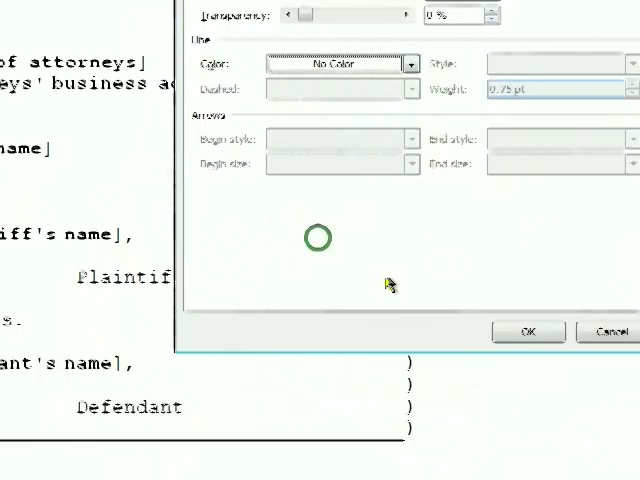 Transparency: 0 %
of attorneys]
Line
Color: No Color Style:
eys' business a
Dashed: Weight: 0.75 pt
Arrows
Begin style: End style:
name]
Begin size: End size:
iff's name],
Plaintif
s.
OK Cancel
ant's name], )
)
Defendant )
)